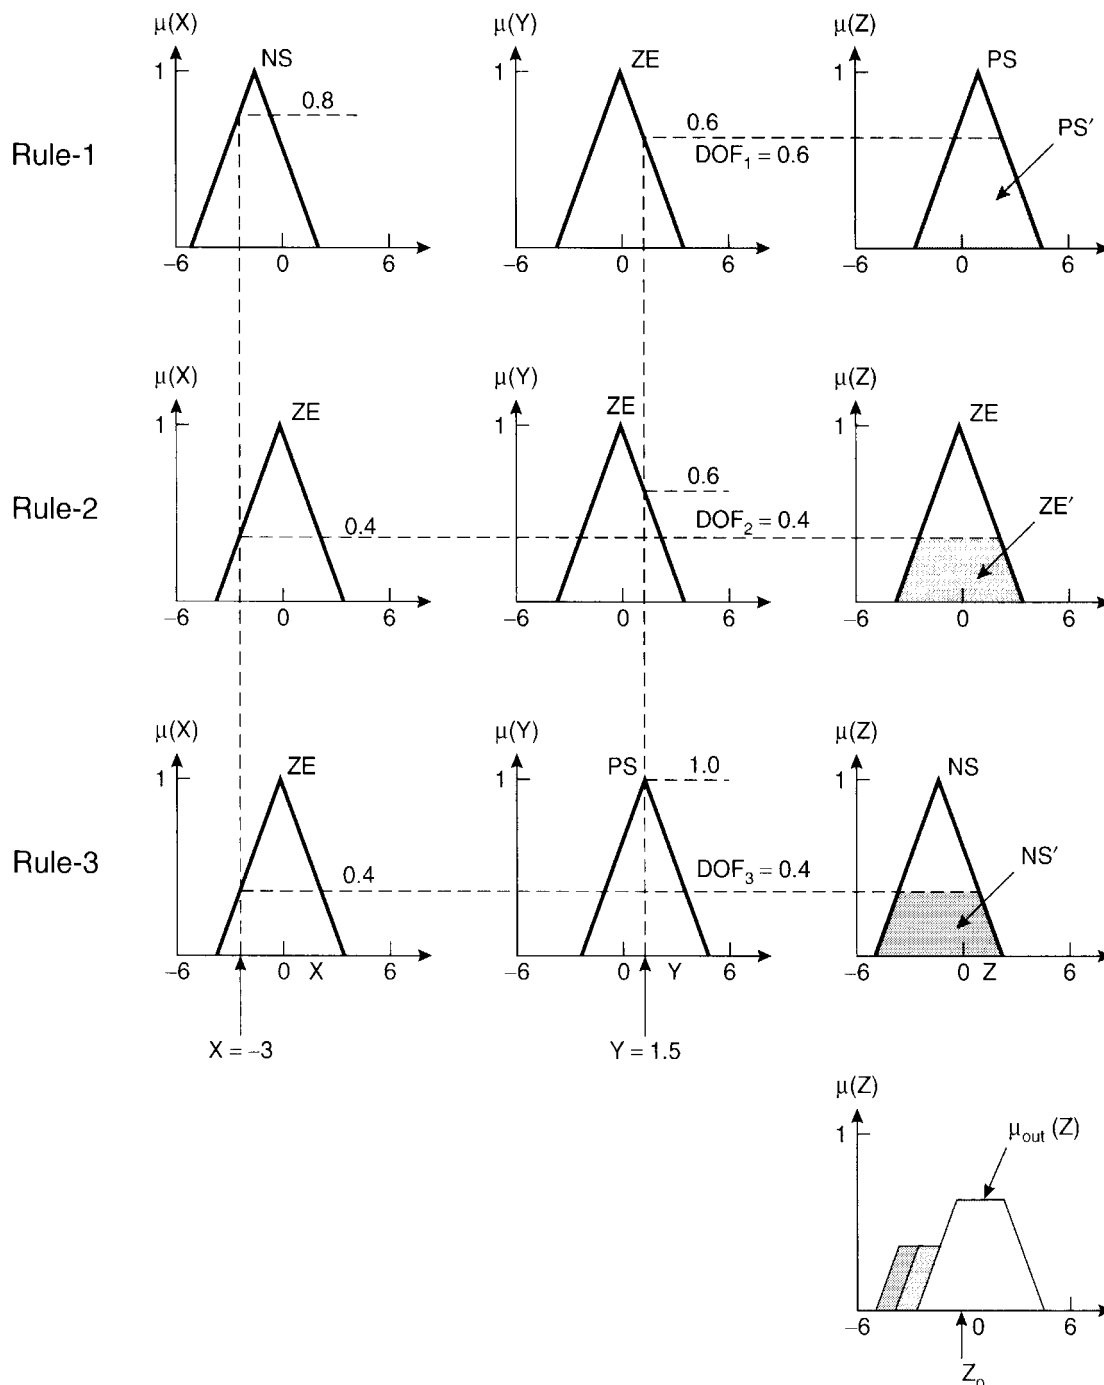 μ(X) μ(Y) μ(Z)
NS ZE PS
1 1 1
0.8 0.6 PS′
Rule-1 DOF₁ = 0.6
−6 0 6 −6 0 6 −6 0 6
μ(X) μ(Y) μ(Z)
ZE ZE ZE
1 1 1
0.6
Rule-2 0.4 DOF₂ = 0.4 ZE′
−6 0 6 −6 0 6 −6 0 6
μ(X) μ(Y) μ(Z)
ZE PS 1.0 NS
1 1 1
Rule-3 0.4 DOF₃ = 0.4 NS′
−6 0 X 6 −6 0 Y 6 −6 0 Z 6
X = −3 Y = 1.5
μ(Z)
1 μout (Z)
−6 0 6
Zo